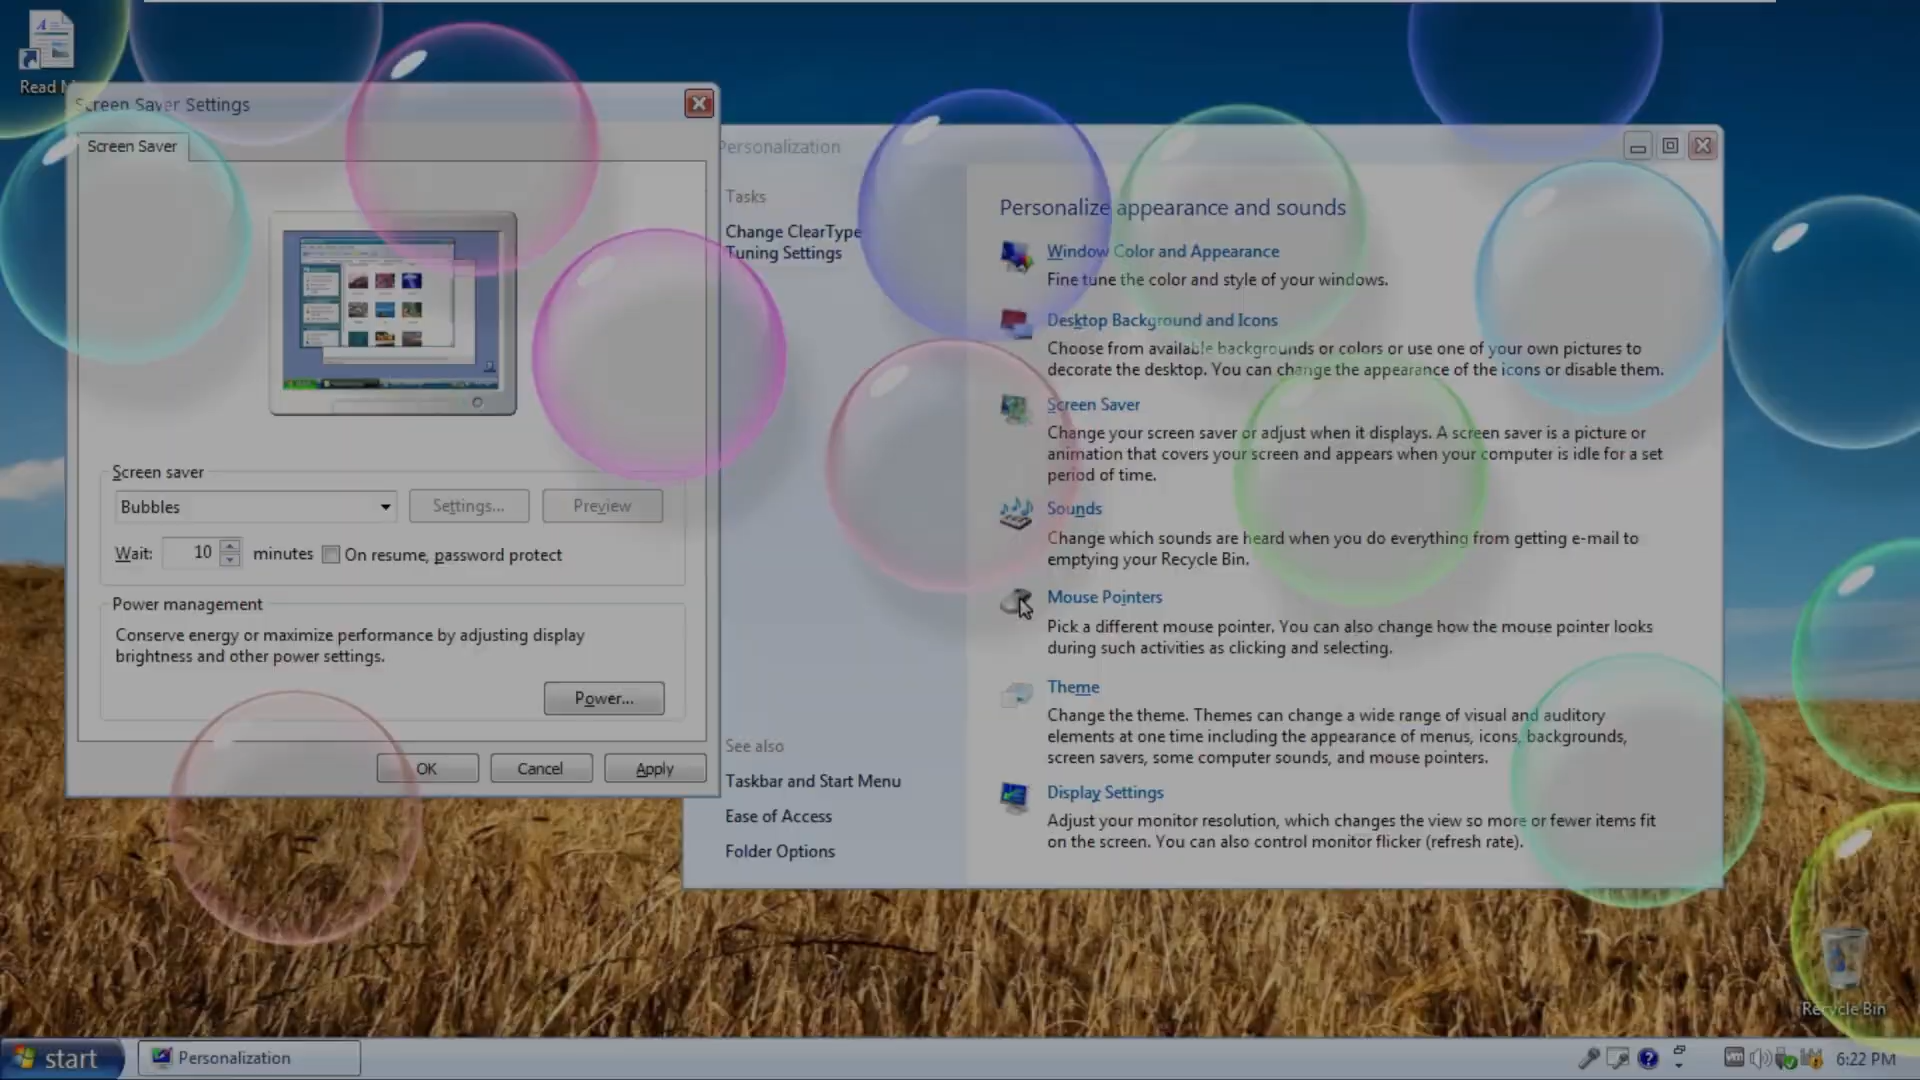 Read
Screen Saver Settings
Screen Saver
Screen saver
Bubbles
Settings...
Preview
Wait:
10
minutes
On resume, password protect
Power management
Conserve energy or maximize performance by adjusting display
brightness and other power settings.
Power...
OK
Cancel
Apply
Personalization
Tasks
Change ClearType
Tuning Settings
See also
Taskbar and Start Menu
Ease of Access
Folder Options
Personalize appearance and sounds
Window Color and Appearance
Fine tune the color and style of your windows.
Desktop Background and Icons
Choose from available backgrounds or colors or use one of your own pictures to
decorate the desktop. You can change the appearance of the icons or disable them.
Screen Saver
Change your screen saver or adjust when it displays. A screen saver is a picture or
animation that covers your screen and appears when your computer is idle for a set
period of time.
Sounds
Change which sounds are heard when you do everything from getting e-mail to
emptying your Recycle Bin.
Mouse Pointers
Pick a different mouse pointer. You can also change how the mouse pointer looks
during such activities as clicking and selecting.
Theme
Change the theme. Themes can change a wide range of visual and auditory
elements at one time including the appearance of menus, icons, backgrounds,
screen savers, some computer sounds, and mouse pointers.
Display Settings
Adjust your monitor resolution, which changes the view so more or fewer items fit
on the screen. You can also control monitor flicker (refresh rate).
Recycle Bin
start
Personalization
vm
6:22 PM